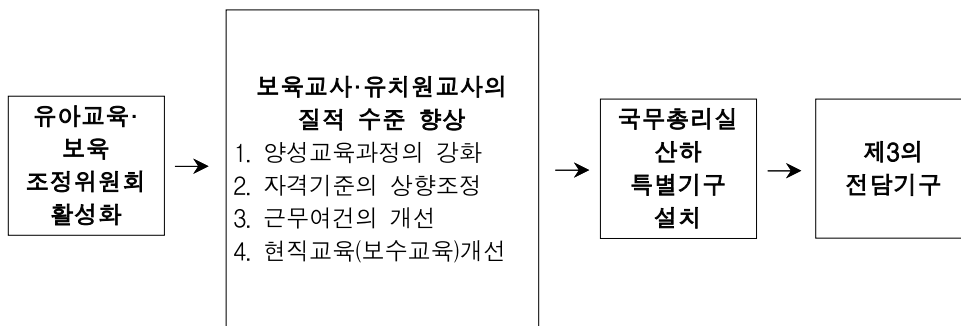 유아교육·
보육
조정위원회
활성화
보육교사·유치원교사의
질적 수준 향상
1. 양성교육과정의 강화
2. 자격기준의 상향조정
3. 근무여건의 개선
4. 현직교육(보수교육)개선
국무총리실
산하
특별기구
설치
제3의
전담기구